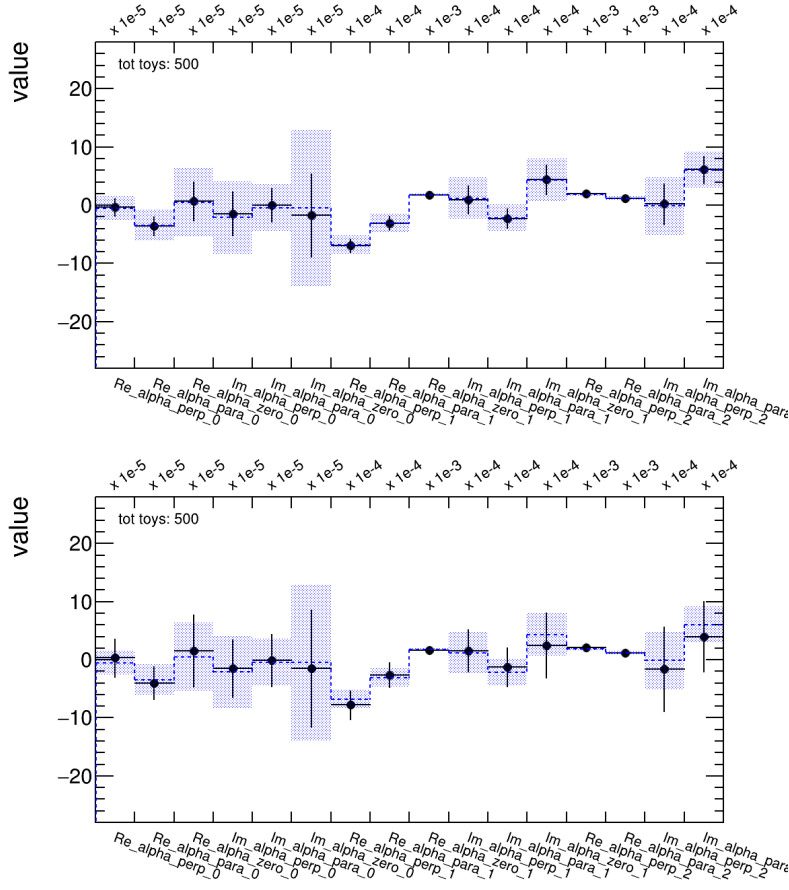 x 1e-5
x 1e-5
x 1e-5
x 1e-5
x 1e-5
x 1e-5
x 1e-4
x 1e-4
x 1e-3
x 1e-4
x 1e-4
x 1e-4
x 1e-3
x 1e-3
x 1e-4
x 1e-4
value
tot toys: 500
20
10
0
−10
−20
Re_alpha_perp_0
Re_alpha_para_0
Re_alpha_zero_0
Im_alpha_perp_0
Im_alpha_para_0
Im_alpha_zero_0
Re_alpha_perp_1
Re_alpha_para_1
Re_alpha_zero_1
Im_alpha_perp_1
Im_alpha_para_1
Im_alpha_zero_1
Re_alpha_perp_2
Re_alpha_para_2
Im_alpha_perp_2
Im_alpha_para
x 1e-5
x 1e-5
x 1e-5
x 1e-5
x 1e-5
x 1e-5
x 1e-4
x 1e-4
x 1e-3
x 1e-4
x 1e-4
x 1e-4
x 1e-3
x 1e-3
x 1e-4
x 1e-4
value
tot toys: 500
20
10
0
−10
−20
Re_alpha_perp_0
Re_alpha_para_0
Re_alpha_zero_0
Im_alpha_perp_0
Im_alpha_para_0
Im_alpha_zero_0
Re_alpha_perp_1
Re_alpha_para_1
Re_alpha_zero_1
Im_alpha_perp_1
Im_alpha_para_1
Im_alpha_zero_1
Re_alpha_perp_2
Re_alpha_para_2
Im_alpha_perp_2
Im_alpha_para